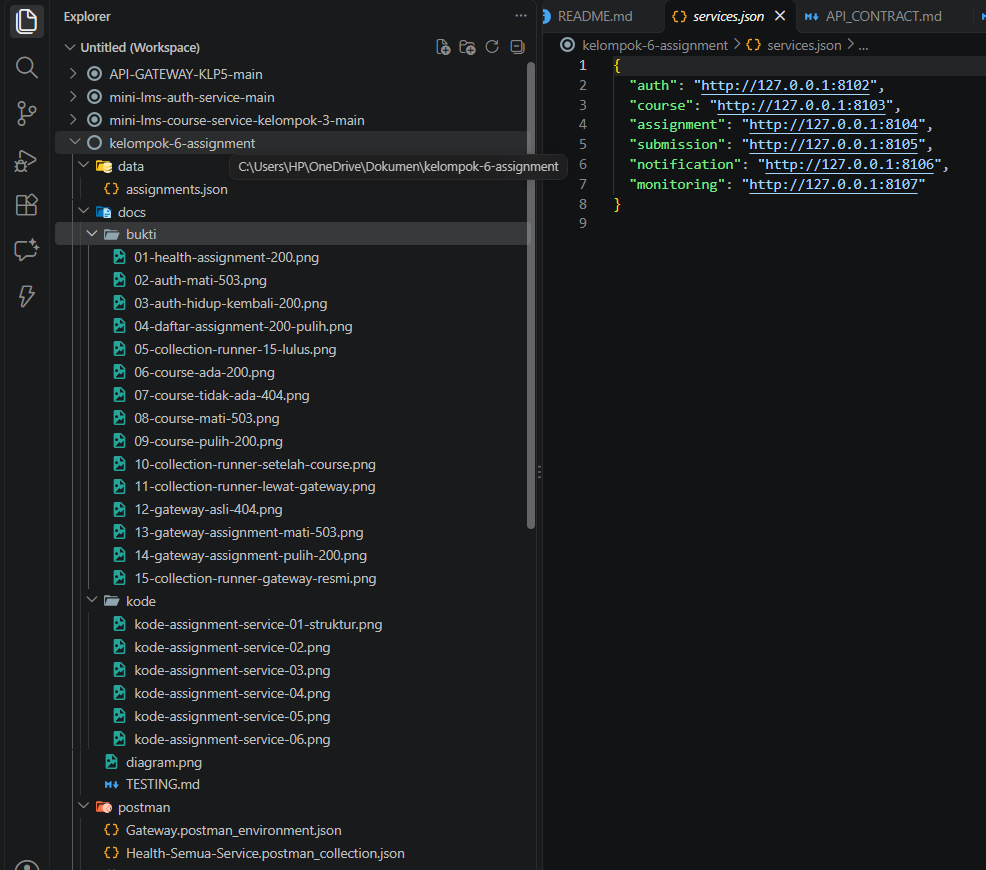 Explorer
Untitled (Workspace)
API-GATEWAY-KLP5-main
mini-lms-auth-service-main
mini-lms-course-service-kelompok-3-main
kelompok-6-assignment
data
C:\Users\HP\OneDrive\Dokumen\kelompok-6-assignment
assignments.json
docs
bukti
01-health-assignment-200.png
02-auth-mati-503.png
03-auth-hidup-kembali-200.png
04-daftar-assignment-200-pulih.png
05-collection-runner-15-lulus.png
06-course-ada-200.png
07-course-tidak-ada-404.png
08-course-mati-503.png
09-course-pulih-200.png
10-collection-runner-setelah-course.png
11-collection-runner-lewat-gateway.png
12-gateway-asli-404.png
13-gateway-assignment-mati-503.png
14-gateway-assignment-pulih-200.png
15-collection-runner-gateway-resmi.png
kode
kode-assignment-service-01-struktur.png
kode-assignment-service-02.png
kode-assignment-service-03.png
kode-assignment-service-04.png
kode-assignment-service-05.png
kode-assignment-service-06.png
diagram.png
TESTING.md
postman
Gateway.postman_environment.json
Health-Semua-Service.postman_collection.json
README.md
{} services.json
API_CONTRACT.md
kelompok-6-assignment > {} services.json > ...
1 {
2 "auth": "http://127.0.0.1:8102",
3 "course": "http://127.0.0.1:8103",
4 "assignment": "http://127.0.0.1:8104",
5 "submission": "http://127.0.0.1:8105",
6 "notification": "http://127.0.0.1:8106",
7 "monitoring": "http://127.0.0.1:8107"
8 }
9